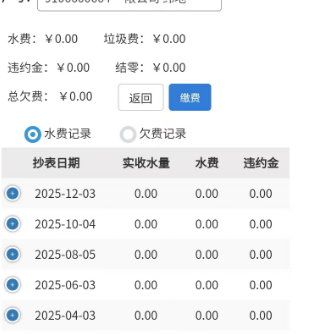 水费：￥0.00 垃圾费：￥0.00
违约金：￥0.00 结零：￥0.00
总欠费：￥0.00 返回 缴费
水费记录 欠费记录
抄表日期 实收水量 水费 违约金
2025-12-03 0.00 0.00 0.00
2025-10-04 0.00 0.00 0.00
2025-08-05 0.00 0.00 0.00
2025-06-03 0.00 0.00 0.00
2025-04-03 0.00 0.00 0.00